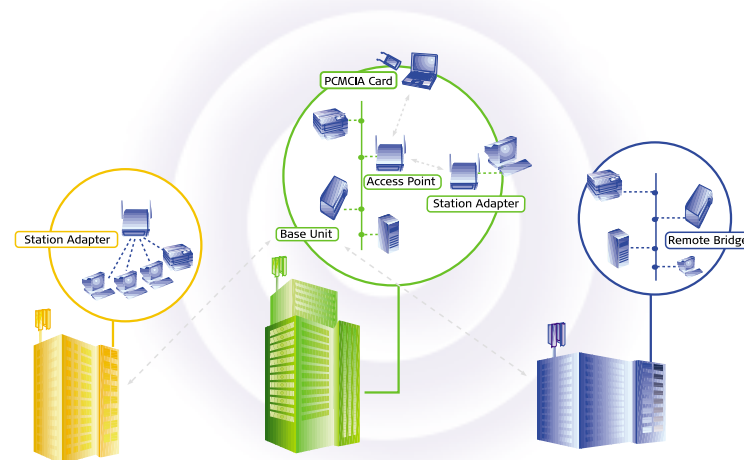 PCMCIA Card
Access Point
Station Adapter
Base Unit
Station Adapter
Remote Bridge